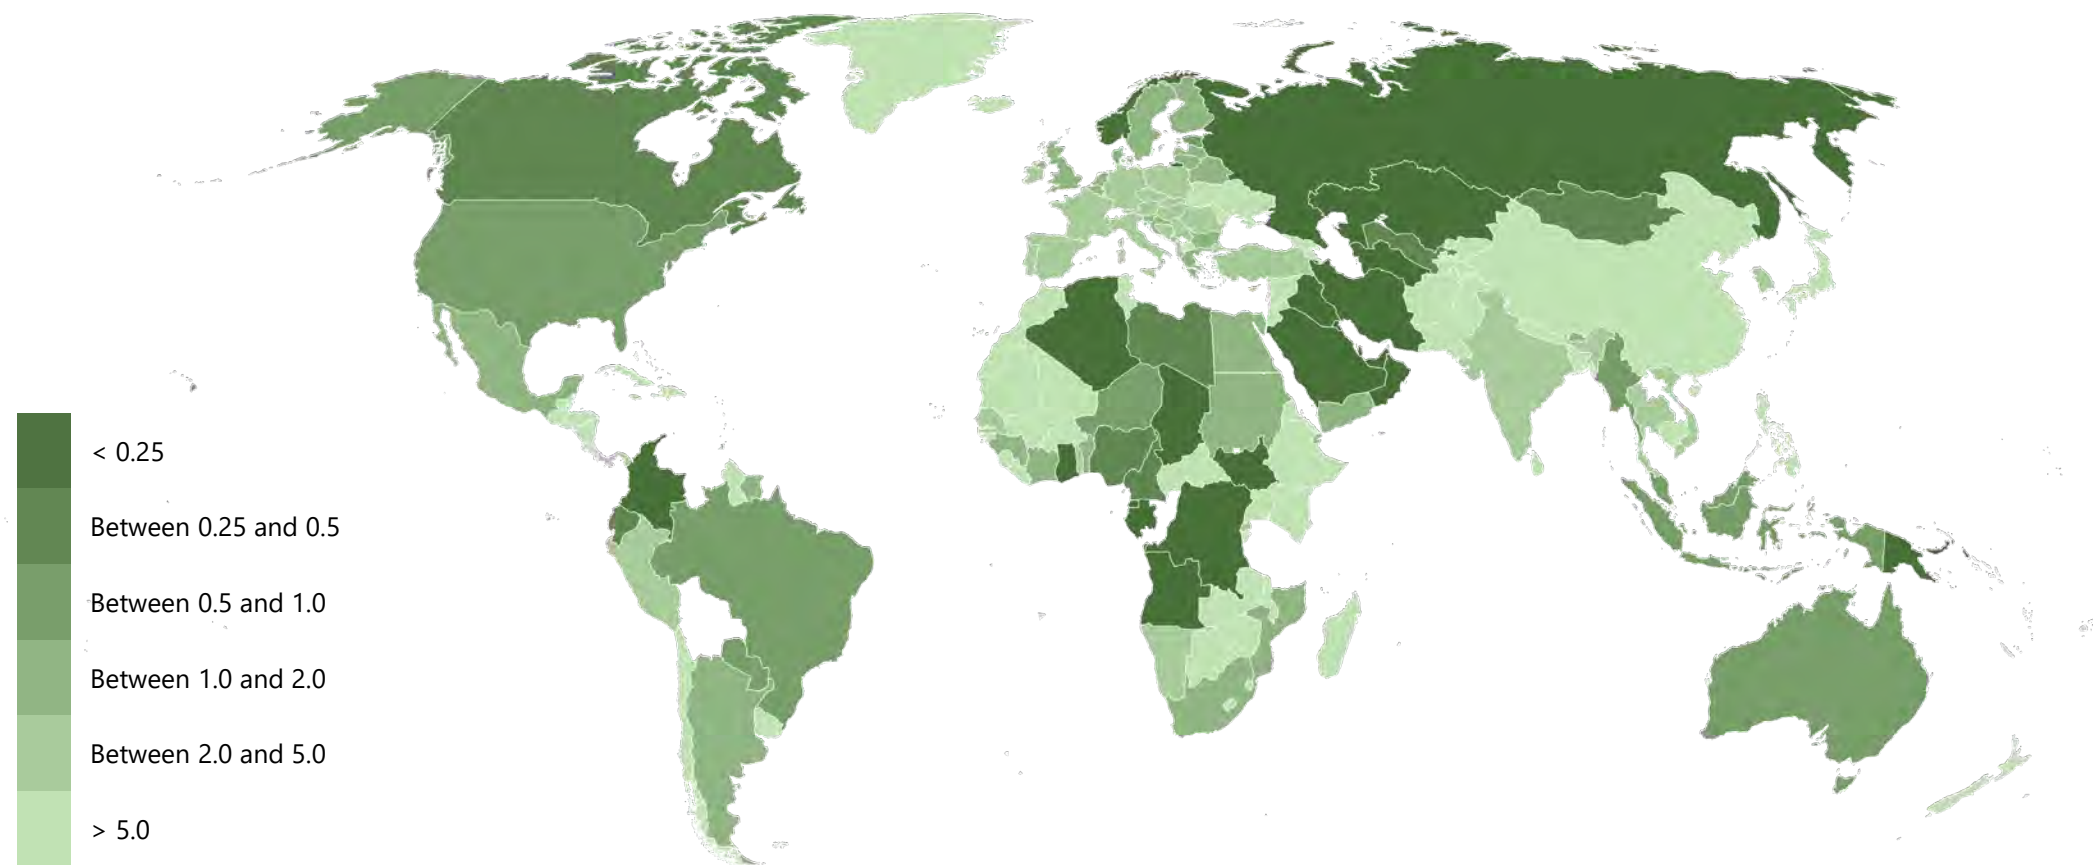 < 0.25
Between 0.25 and 0.5
Between 0.5 and 1.0
Between 1.0 and 2.0
Between 2.0 and 5.0
> 5.0